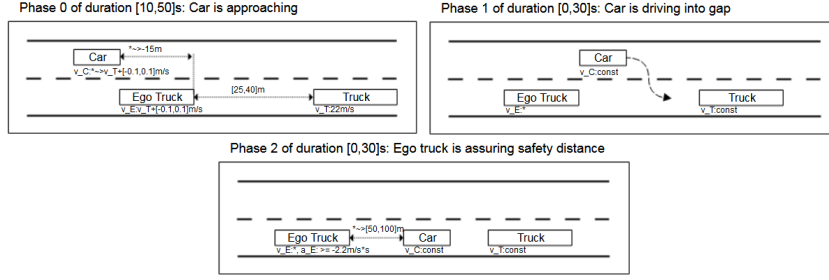 Phase 0 of duration [10,50]s: Car is approaching
*~>-15m
Car
v_C:*~>v_T+[-0.1,0.1]m/s
[25,40]m
Ego Truck
Truck
v_E:v_T+[-0.1,0.1]m/s
v_T:22m/s
Phase 1 of duration [0,30]s: Car is driving into gap
Car
v_C:const
Ego Truck
Truck
v_E:*
v_T:const
Phase 2 of duration [0,30]s: Ego truck is assuring safety distance
*~>[50,100]m
Ego Truck
Car
Truck
v_E:*, a_E: >= -2.2m/s*s
v_C:const
v_T:const